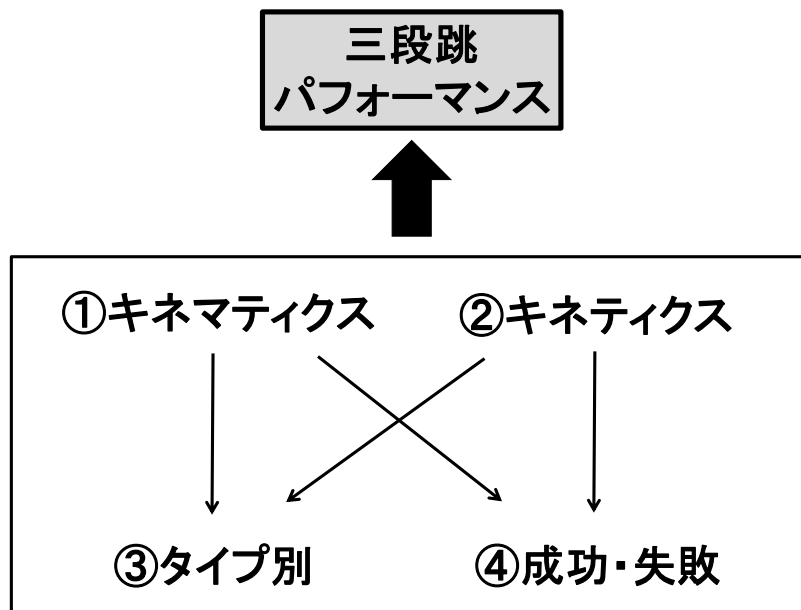 三段跳
パフォーマンス
①キネマティクス
②キネティクス
③タイプ別
④成功・失敗